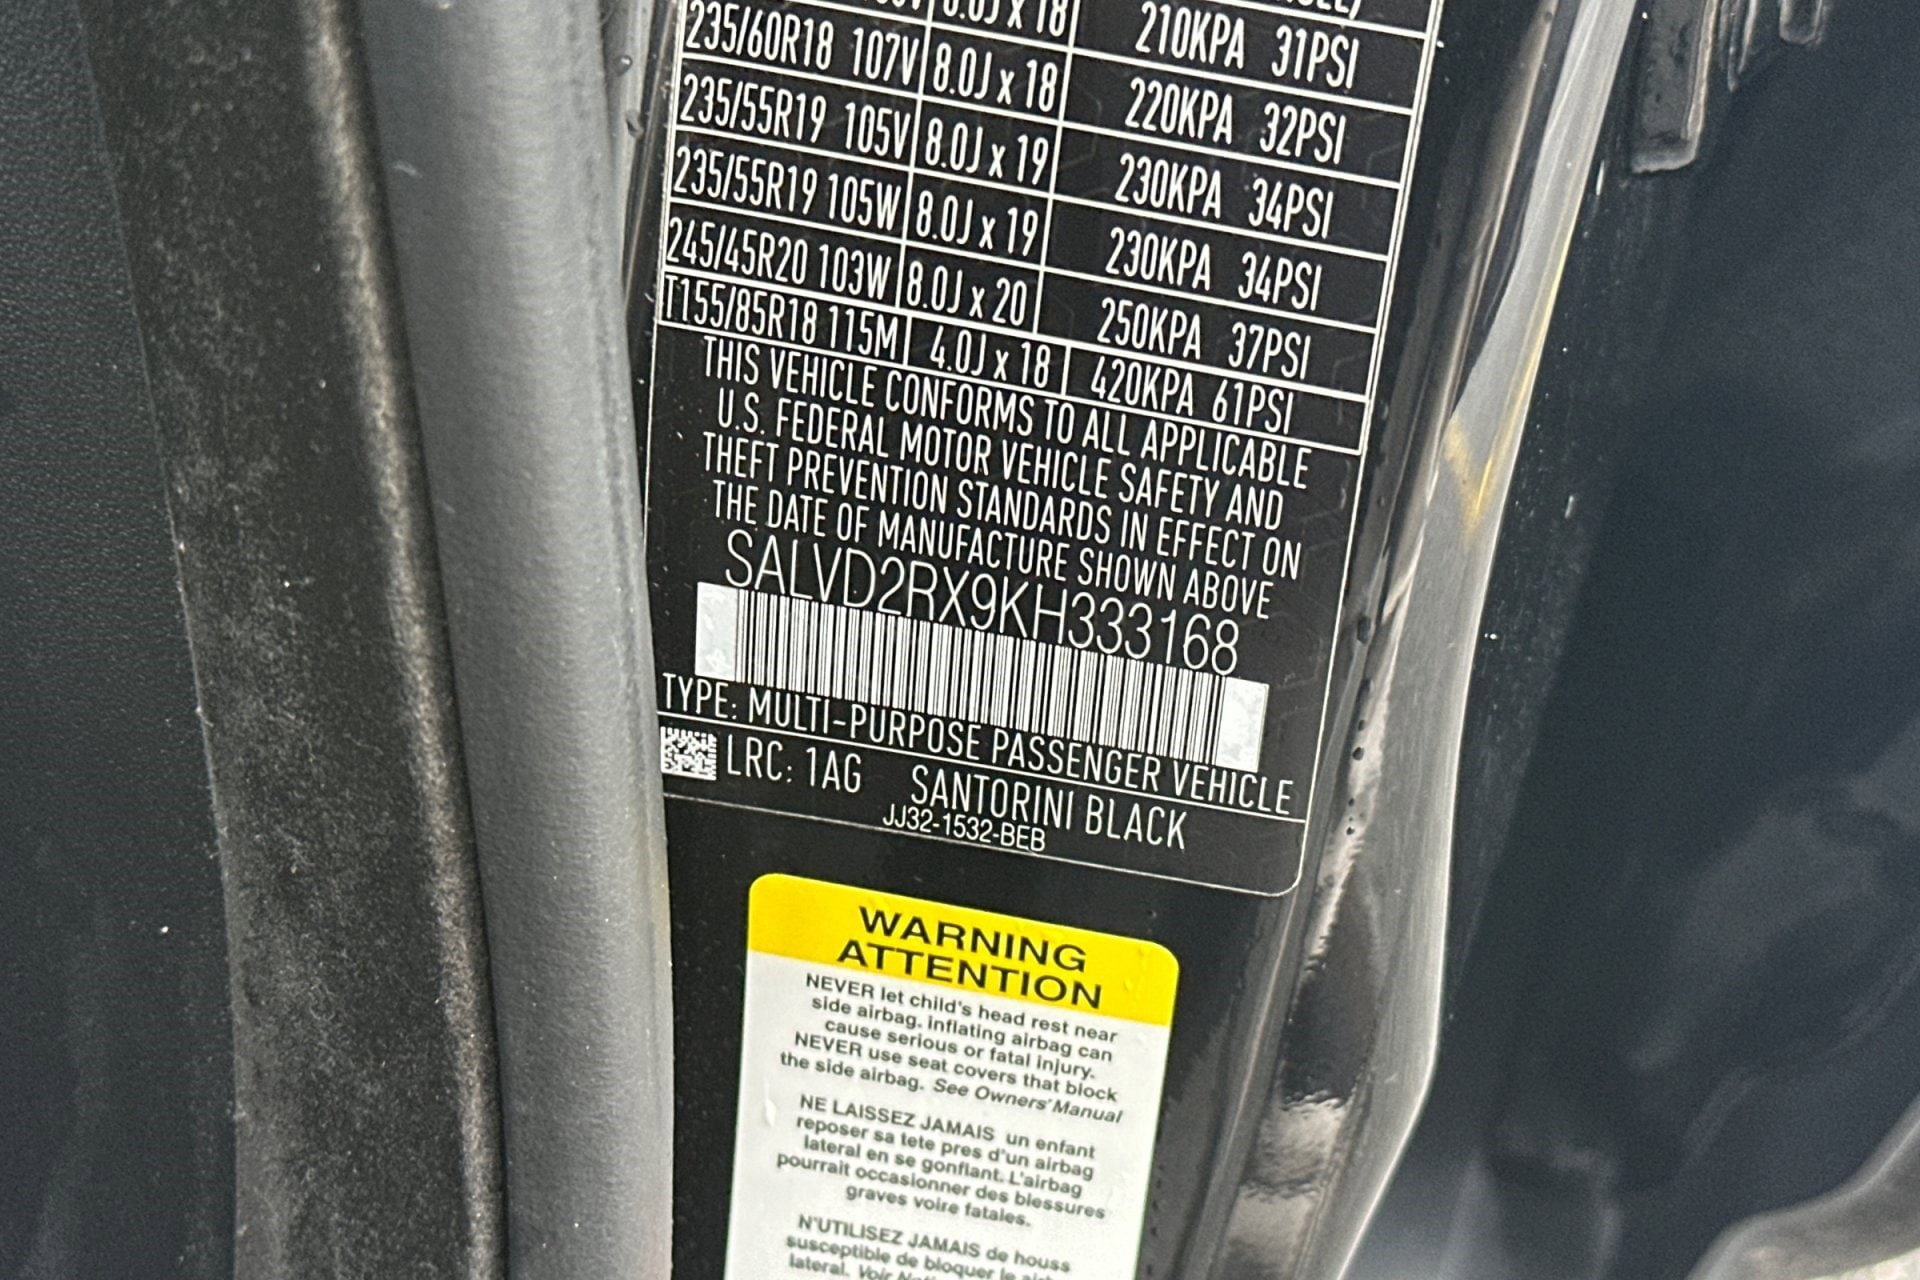 8.0J x 18 210KPA 31PSI
235/60R18 107V 8.0J x 18 220KPA 32PSI
235/55R19 105V 8.0J x 19 230KPA 34PSI
235/55R19 105W 8.0J x 19 230KPA 34PSI
245/45R20 103W 8.0J x 20 250KPA 37PSI
T155/85R18 115M 4.0J x 18 420KPA 61PSI
THIS VEHICLE CONFORMS TO ALL APPLICABLE
U.S. FEDERAL MOTOR VEHICLE SAFETY AND
THEFT PREVENTION STANDARDS IN EFFECT ON
THE DATE OF MANUFACTURE SHOWN ABOVE
SALVD2RX9KH333168
TYPE: MULTI-PURPOSE PASSENGER VEHICLE
LRC: 1AG SANTORINI BLACK
JJ32-1532-BEB
WARNING
ATTENTION
NEVER let child's head rest near
side airbag. inflating airbag can
cause serious or fatal injury.
NEVER use seat covers that block
the side airbag. See Owners' Manual
NE LAISSEZ JAMAIS un enfant
reposer sa tete pres d'un airbag
lateral en se gonflant. L'airbag
pourrait occasionner des blessures
graves voire fatales.
N'UTILISEZ JAMAIS de houss
susceptible de bloquer le
lateral. Voir